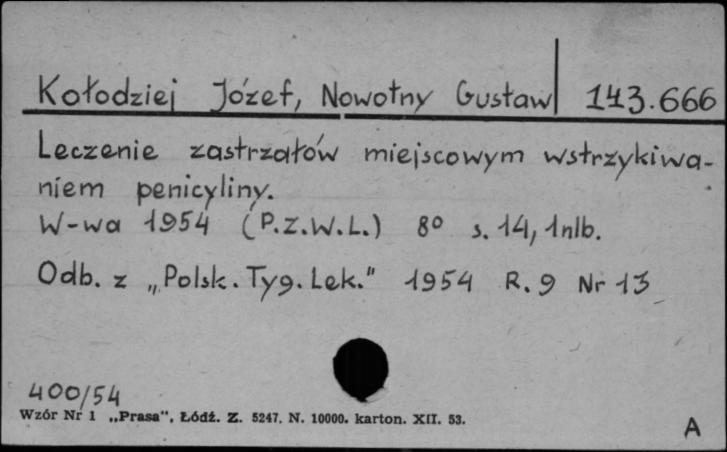 Kołodziej Józef, Nowotny Gustaw 143.666
Leczenie zastrzałów miejscowym wstrzykiwa-
niem penicyliny.
W-wa 1954 (P.Z.W.L.) 8° s. 14, 1nlb.
Odb. z „Polsk. Tyg. Lek." 1954 R. 9 Nr 13
400/54
Wzór Nr 1 „Prasa", Łódź. Z. 5247. N. 10000. karton. XII. 53.
A